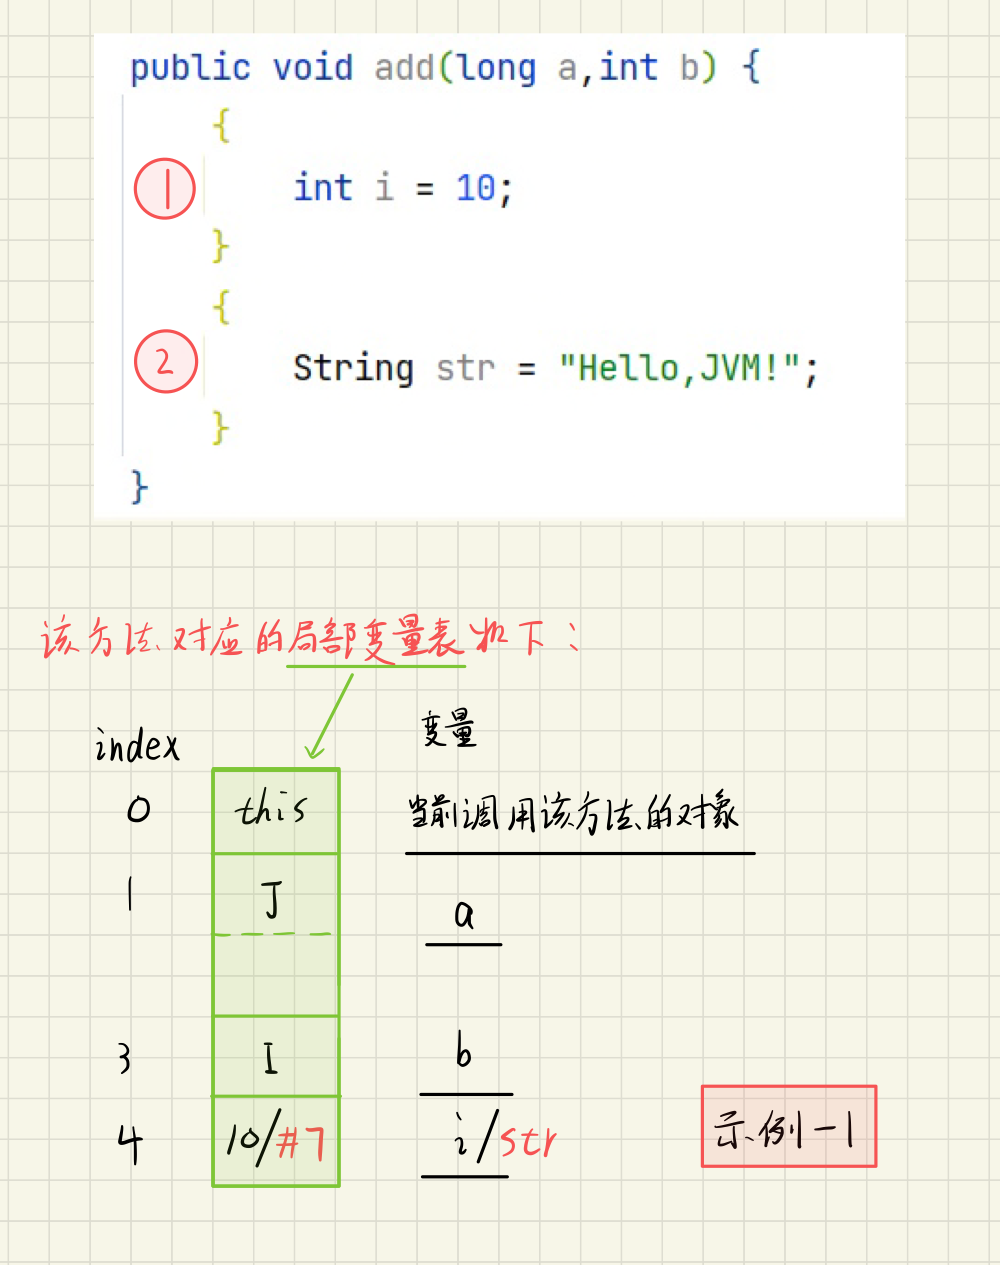 public void add(long a,int b) {
{
① int i = 10;
}
{
② String str = "Hello,JVM!";
}
}
该方法对应的局部变量表如下：
index 变量
0 this 当前调用该方法的对象
1 J a
3 I b
4 10/#7 i/str
示例-1